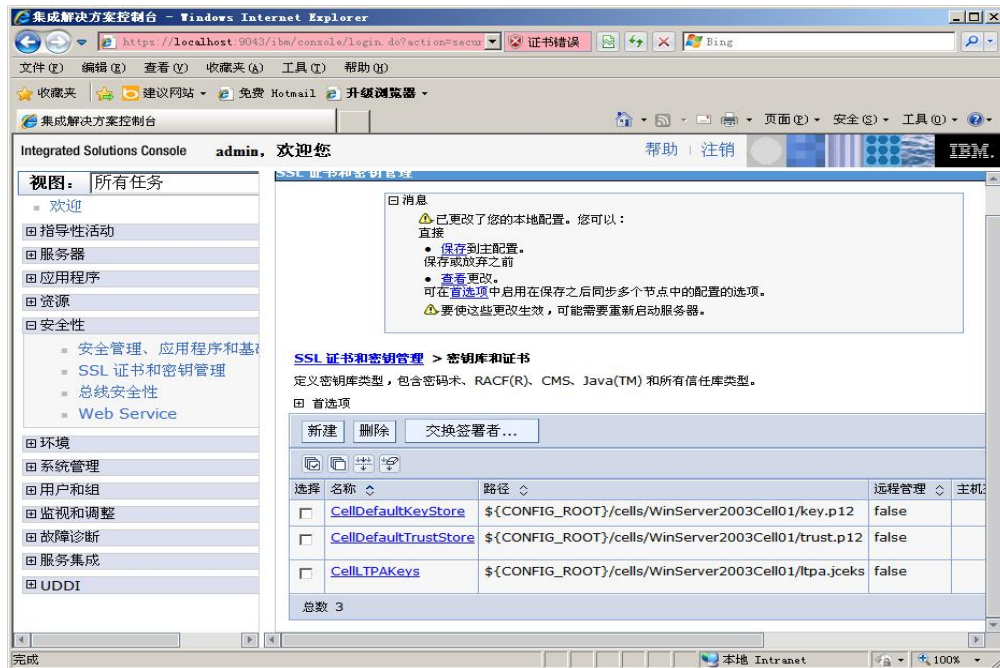 集成解决方案控制台 - Windows Internet Explorer
https://localhost:9043/ibm/console/login.do?action=secur
证书错误
Bing
文件(F) 编辑(E) 查看(V) 收藏夹(A) 工具(T) 帮助(H)
收藏夹 建议网站 免费 Hotmail 升级浏览器
集成解决方案控制台
页面(P) 安全(S) 工具(O)
Integrated Solutions Console admin, 欢迎您
帮助 | 注销
IBM.
视图: 所有任务
欢迎
指导性活动
服务器
应用程序
资源
安全性
安全管理、应用程序和基
SSL 证书和密钥管理
总线安全性
Web Service
环境
系统管理
用户和组
监视和调整
故障诊断
服务集成
UDDI
SSL 证书和密钥管理
消息
已更改了您的本地配置。您可以:
直接
• 保存到主配置。
保存或放弃之前
• 查看更改。
可在首选项中启用在保存之后同步多个节点中的配置的选项。
要使这些更改生效,可能需要重新启动服务器。
SSL 证书和密钥管理 > 密钥库和证书
定义密钥库类型,包含密码术、RACF(R)、CMS、Java(TM) 和所有信任库类型。
首选项
新建 删除 交换签署者...
选择 名称 路径 远程管理 主机
CellDefaultKeyStore ${CONFIG_ROOT}/cells/WinServer2003Cell01/key.p12 false
CellDefaultTrustStore ${CONFIG_ROOT}/cells/WinServer2003Cell01/trust.p12 false
CellLTPAKeys ${CONFIG_ROOT}/cells/WinServer2003Cell01/ltpa.jceks false
总数 3
完成
本地 Intranet
100%